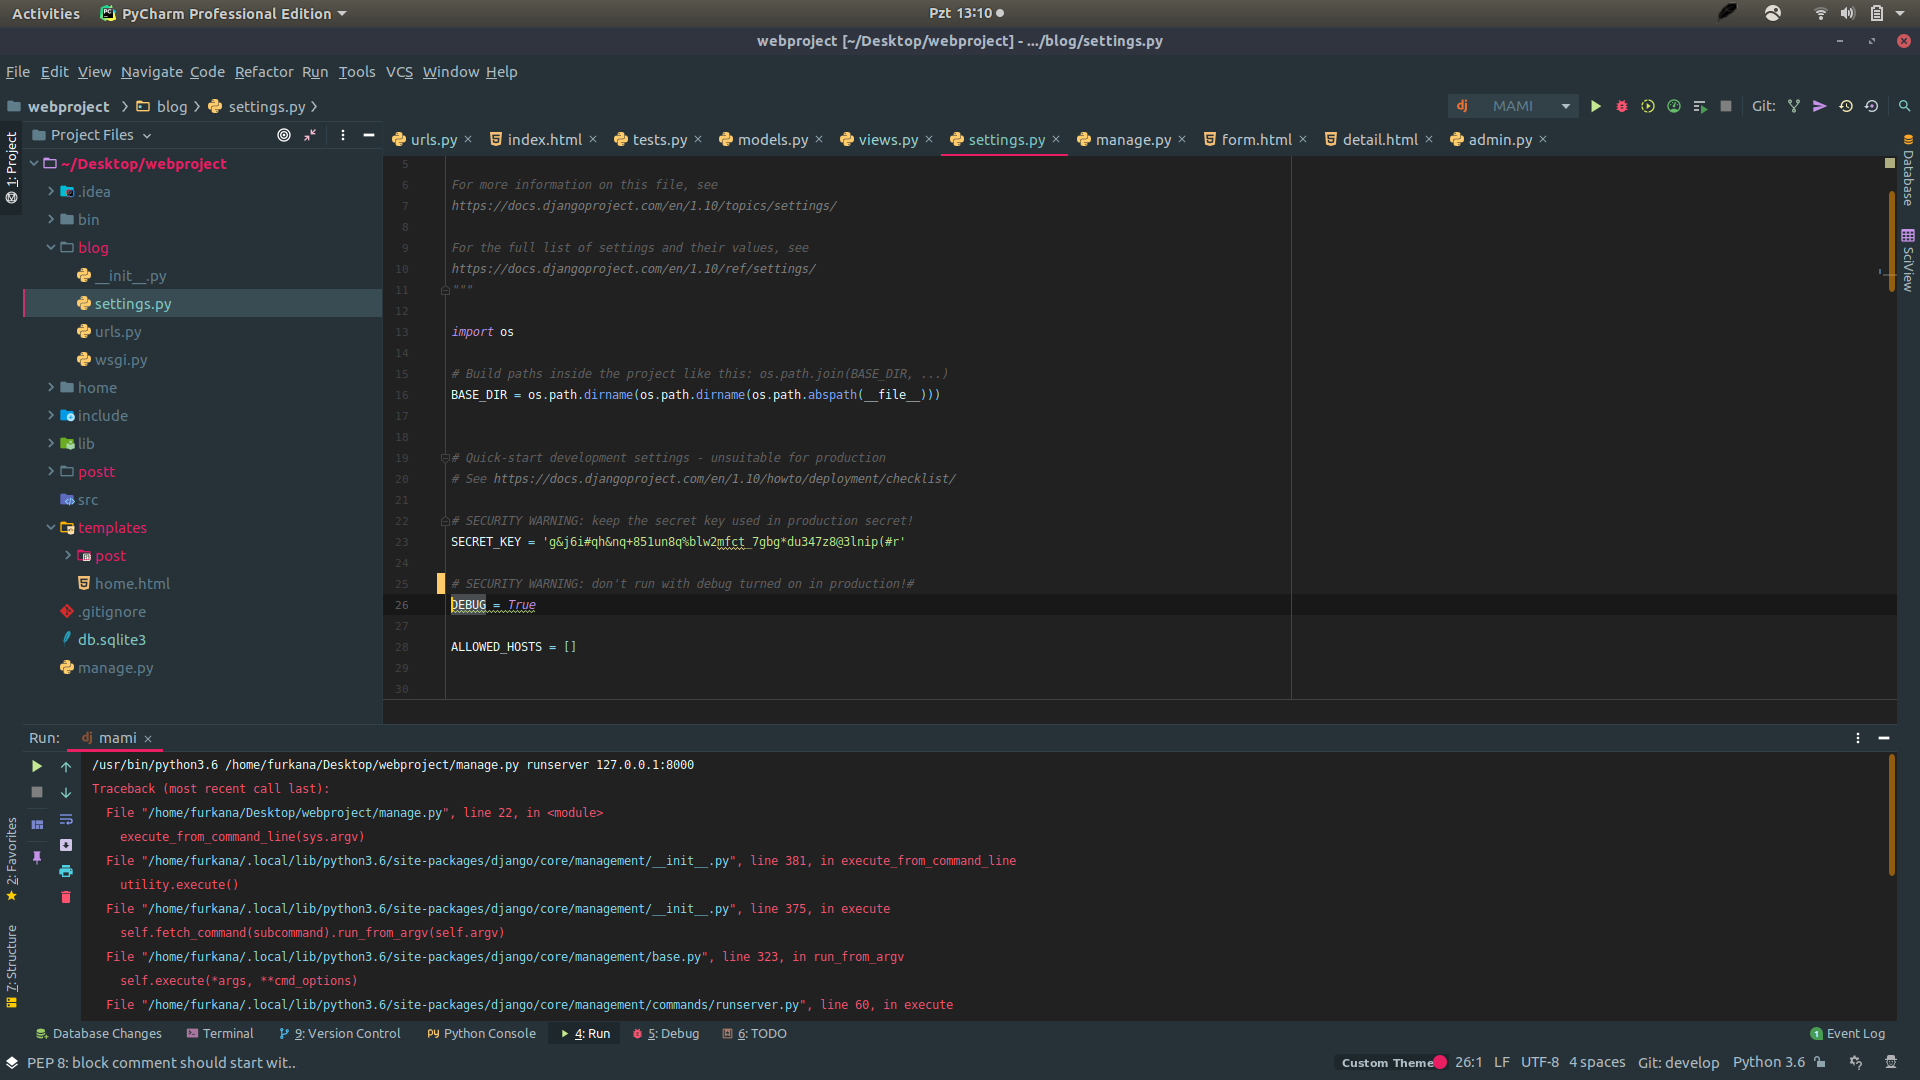 Activities PyCharm Professional Edition Pzt 13:10
webproject [~/Desktop/webproject] - .../blog/settings.py
File Edit View Navigate Code Refactor Run Tools VCS Window Help
webproject blog settings.py dj MAMI Git:
Project Files
urls.py index.html tests.py models.py views.py settings.py manage.py form.html detail.html admin.py
1: Project
~/Desktop/webproject
.idea
bin
blog
__init__.py
settings.py
urls.py
wsgi.py
home
include
lib
postt
src
templates
post
home.html
.gitignore
db.sqlite3
manage.py
5
6 For more information on this file, see
7 https://docs.djangoproject.com/en/1.10/topics/settings/
8
9 For the full list of settings and their values, see
10 https://docs.djangoproject.com/en/1.10/ref/settings/
11 """
12
13 import os
14
15 # Build paths inside the project like this: os.path.join(BASE_DIR, ...)
16 BASE_DIR = os.path.dirname(os.path.dirname(os.path.abspath(__file__)))
17
18
19 # Quick-start development settings - unsuitable for production
20 # See https://docs.djangoproject.com/en/1.10/howto/deployment/checklist/
21
22 # SECURITY WARNING: keep the secret key used in production secret!
23 SECRET_KEY = 'g&j6i#qh&nq+851un8q%blw2mfct_7gbg*du347z8@3lnip(#r'
24
25 # SECURITY WARNING: don't run with debug turned on in production!#
26 DEBUG = True
27
28 ALLOWED_HOSTS = []
29
30
Database
SciView
Run: dj mami
/usr/bin/python3.6 /home/furkana/Desktop/webproject/manage.py runserver 127.0.0.1:8000
Traceback (most recent call last):
File "/home/furkana/Desktop/webproject/manage.py", line 22, in <module>
execute_from_command_line(sys.argv)
File "/home/furkana/.local/lib/python3.6/site-packages/django/core/management/__init__.py", line 381, in execute_from_command_line
utility.execute()
File "/home/furkana/.local/lib/python3.6/site-packages/django/core/management/__init__.py", line 375, in execute
self.fetch_command(subcommand).run_from_argv(self.argv)
File "/home/furkana/.local/lib/python3.6/site-packages/django/core/management/base.py", line 323, in run_from_argv
self.execute(*args, **cmd_options)
File "/home/furkana/.local/lib/python3.6/site-packages/django/core/management/commands/runserver.py", line 60, in execute
2: Favorites
7: Structure
Database Changes Terminal 9: Version Control Python Console 4: Run 5: Debug 6: TODO 1 Event Log
PEP 8: block comment should start wit.. Custom Theme 26:1 LF UTF-8 4 spaces Git: develop Python 3.6